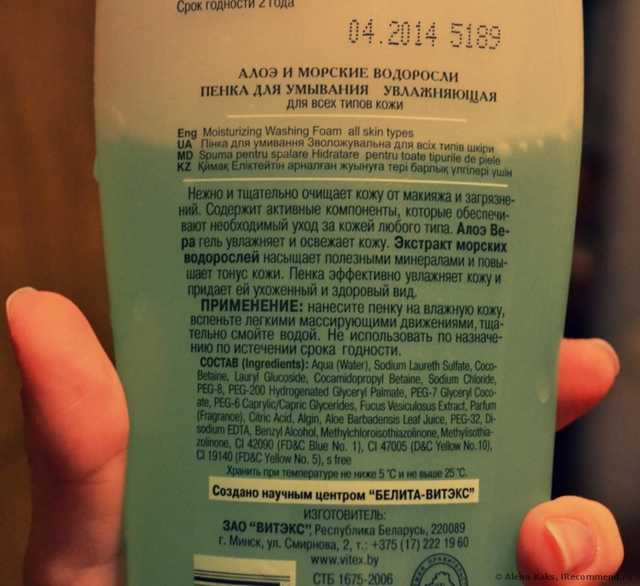 Срок годности 2 года
04.2014 5189
АЛОЭ И МОРСКИЕ ВОДОРОСЛИ
ПЕНКА ДЛЯ УМЫВАНИЯ УВЛАЖНЯЮЩАЯ
ДЛЯ ВСЕХ ТИПОВ КОЖИ
Eng Moisturizing Washing Foam all skin types
UA Пінка для умивання Зволожувальна для всіх типів шкіри
MD Spuma pentru spalare Hidratare pentru toate tipurile de piele
KZ Қимақ Еліктейтін арналған жуынуға тері барлық үлгілері үшін
Нежно и тщательно очищает кожу от макияжа и загрязне-
ний. Содержит активные компоненты, которые обеспечи-
вают необходимый уход за кожей любого типа. Алоэ Ве-
ра гель увлажняет и освежает кожу. Экстракт морских
водорослей насыщает полезными минералами и повы-
шает тонус кожи. Пенка эффективно увлажняет кожу и
придает ей ухоженный и здоровый вид.
ПРИМЕНЕНИЕ: нанесите пенку на влажную кожу,
вспеньте легкими массирующими движениями, тща-
тельно смойте водой. Не использовать по назначе-
нию по истечении срока годности.
СОСТАВ (Ingredients): Aqua (Water), Sodium Laureth Sulfate, Coco-
Betaine, Lauryl Glucoside, Cocamidopropyl Betaine, Sodium Chloride,
PEG-8, PEG-200 Hydrogenated Glyceryl Palmate, PEG-7 Glyceryl Coco-
ate, PEG-6 Caprylic/Capric Glycerides, Fucus Vesiculosus Extract, Parfum
(Fragrance), Citric Acid, Algin, Aloe Barbadensis Leaf Juice, PEG-32, Di-
sodium EDTA, Benzyl Alcohol, Methylchloroisothiazolinone, Methylisothia-
zolinone, CI 42090 (FD&C Blue No. 1), CI 47005 (D&C Yellow No.10),
CI 19140 (FD&C Yellow No. 5), s free
Хранить при температуре не ниже 5°С и не выше 25°С.
Создано научным центром "БЕЛИТА-ВИТЭКС"
ИЗГОТОВИТЕЛЬ:
ЗАО "ВИТЭКС", Республика Беларусь, 220089
г. Минск, ул. Смирнова, 2, т.: +375 (17) 222 19 60
www.vitex.by
СТБ 1675-2006
© Alena Kaks, IRecommend.ru